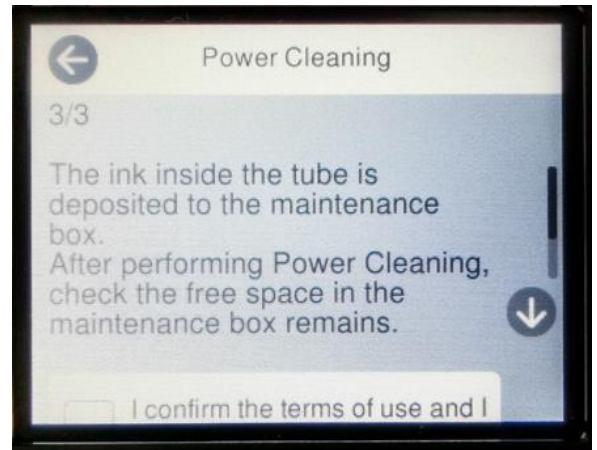 Power Cleaning
3/3
The ink inside the tube is
deposited to the maintenance
box.
After performing Power Cleaning,
check the free space in the
maintenance box remains.
I confirm the terms of use and I